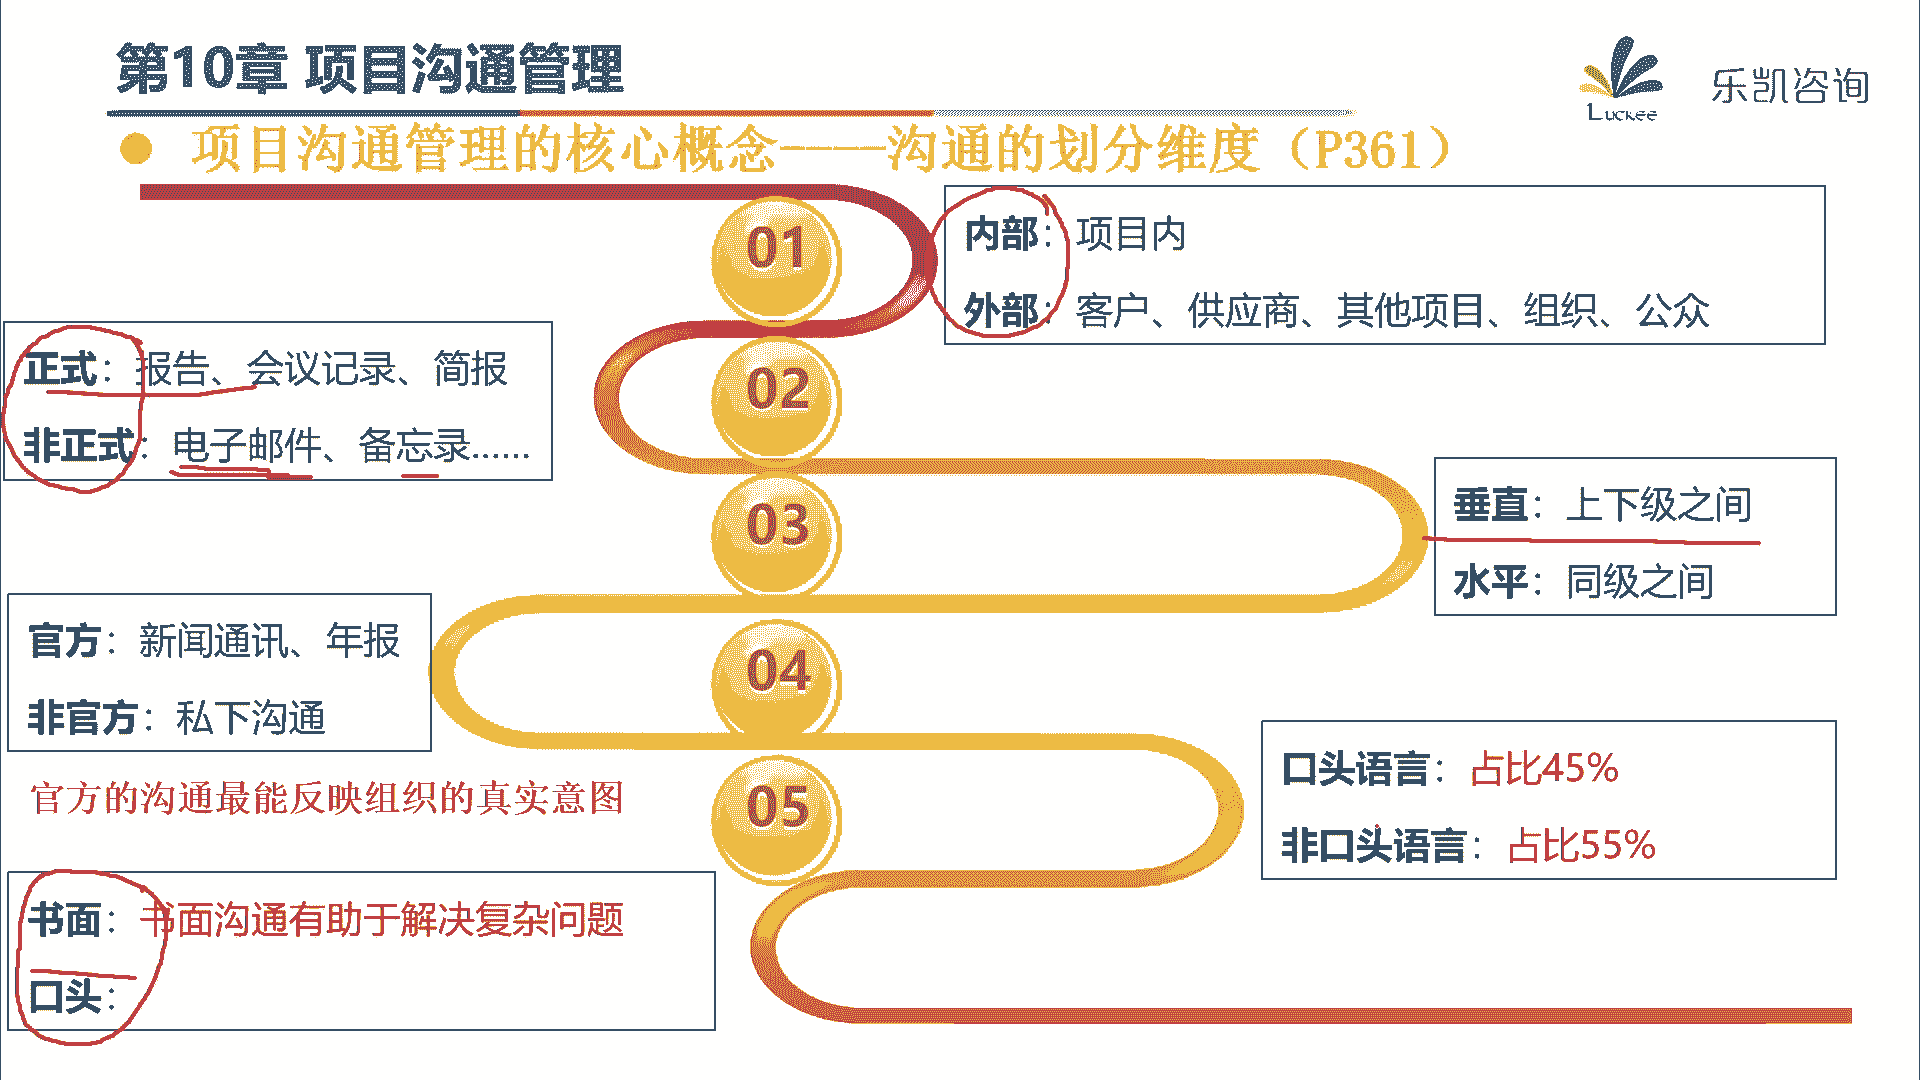 第10章 项目沟通管理
Luckee
乐凯咨询
项目沟通管理的核心概念——沟通的划分维度（P361）
01
内部：项目内
外部：客户、供应商、其他项目、组织、公众
02
正式：报告、会议记录、简报
非正式：电子邮件、备忘录......
03
垂直：上下级之间
水平：同级之间
04
官方：新闻通讯、年报
非官方：私下沟通
官方的沟通最能反映组织的真实意图
05
口头语言：占比45%
非口头语言：占比55%
书面：书面沟通有助于解决复杂问题
口头：